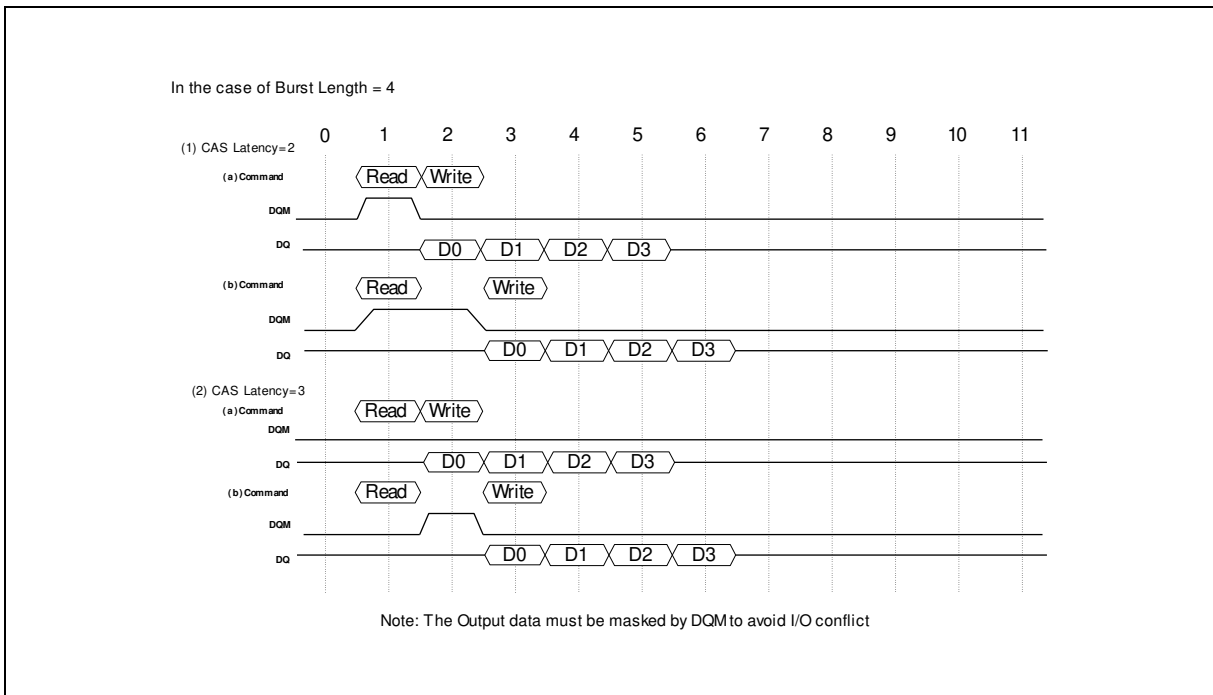 In the case of Burst Length = 4
0 1 2 3 4 5 6 7 8 9 10 11
(1) CAS Latency=2
(a) Command Read Write
DQM
DQ D0 D1 D2 D3
(b) Command Read Write
DQM
DQ D0 D1 D2 D3
(2) CAS Latency=3
(a) Command Read Write
DQM
DQ D0 D1 D2 D3
(b) Command Read Write
DQM
DQ D0 D1 D2 D3
Note: The Output data must be masked by DQM to avoid I/O conflict